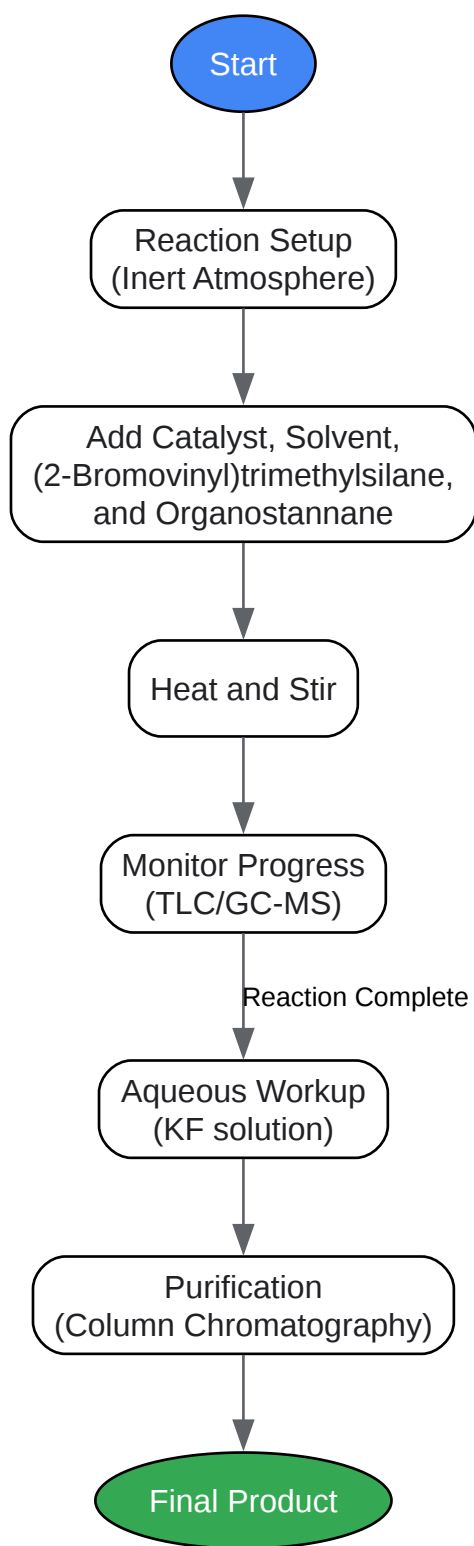 Start
Reaction Setup
(Inert Atmosphere)
Add Catalyst, Solvent,
(2-Bromovinyl)trimethylsilane,
and Organostannane
Heat and Stir
Monitor Progress
(TLC/GC-MS)
Reaction Complete
Aqueous Workup
(KF solution)
Purification
(Column Chromatography)
Final Product